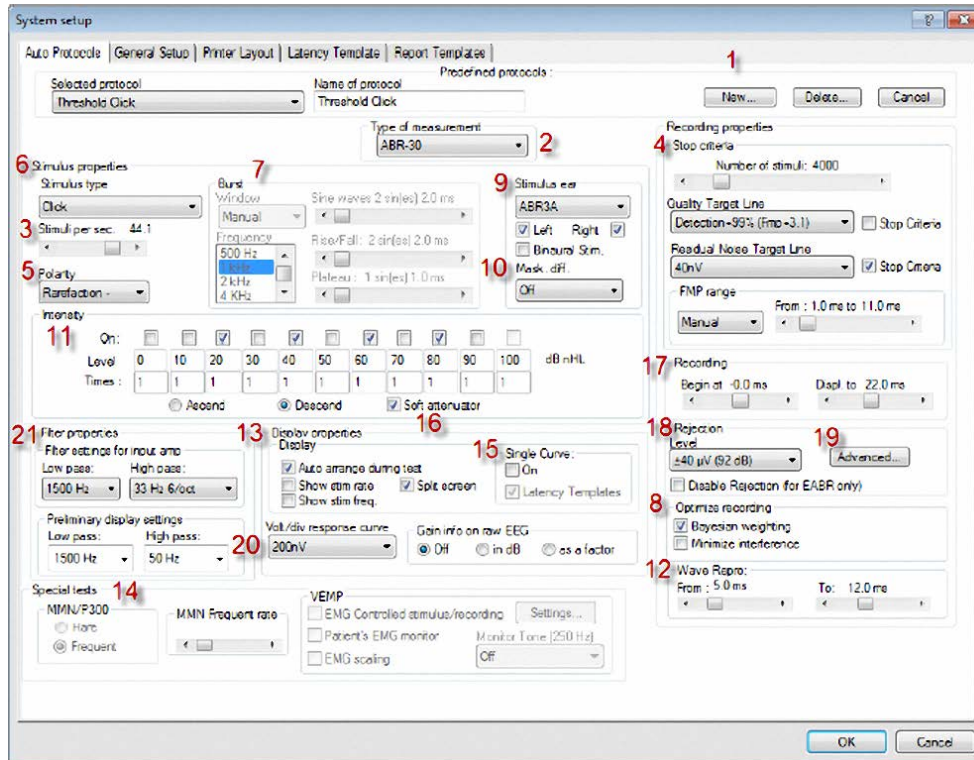 System setup
Auto Protocols General Setup Printer Layout Latency Template Report Templates
Predefined protocols :
1
Selected protocol
Threshold Click
Name of protocol
Threshold Click
New... Delete... Cancel
Type of measurement
ABR-30
2
6
Stimulus properties
Stimulus type
Click
3
Stimuli per sec. 44.1
5
Polarity
Rarefaction -
7
Burst
Window
Manual
Frequency
500 Hz
1 kHz
2 kHz
4 KHz
Sine waves 2 sin(es) 2.0 ms
Rise/Fall: 2 sin(es) 2.0 ms
Plateau : 1 sin(es) 1.0 ms
9
Stimulus ear
ABR3A
Left Right
Binaural Stim.
10
Mask. diff.
Off
11
Intensity
On:
Level 0 10 20 30 40 50 60 70 80 90 100 dB nHL
Times : 1 1 1 1 1 1 1 1 1 1
Ascend Descend Soft attenuator
16
Recording properties
4
Stop criteria
Number of stimuli: 4000
Quality Target Line
Detection=99% (Fmp=3.1) Stop Criteria
Residual Noise Target Line
40nV Stop Criteria
FMP range
Manual
From : 1.0 ms to 11.0 ms
17
Recording
Begin at -0.0 ms Displ. to 22.0 ms
18
Rejection
Level
±40 µV (92 dB)
19
Advanced...
Disable Rejection (for EABR only)
8
Optimize recording
Bayesian weighting
Minimize interference
12
Wave Repro:
From : 5.0 ms To: 12.0 ms
21
Filter properties
Filter settings for input amp
Low pass: High pass:
1500 Hz 33 Hz 6/oct
Preliminary display settings
Low pass: High pass:
1500 Hz 50 Hz
13
Display properties
Display
Auto arrange during test
Show stim rate Split screen
Show stim freq.
15
Single Curve:
On
Latency Templates
20
Volt/div response curve
200nV
Gain info on raw EEG
Off in dB as a factor
14
Special tests
MMN/P300
Rare
Frequent
MMN Frequent rate
VEMP
EMG Controlled stimulus/recording Settings...
Patient's EMG monitor Monitor Tone (250 Hz)
EMG scaling Off
OK Cancel